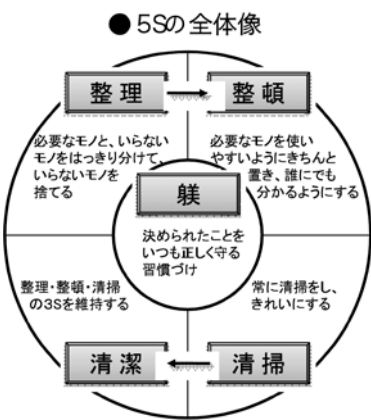 ● 5Sの全体像
整理
整頓
必要なモノと、いらない
モノをはっきり分けて、
いらないモノを
捨てる
必要なモノを使い
やすいようにきちんと
置き、誰にでも
分かるようにする
躾
決められたことを
いつも正しく守る
習慣づけ
整理・整頓・清掃
の3Sを維持する
常に清掃をし、
きれいにする
清潔
清掃